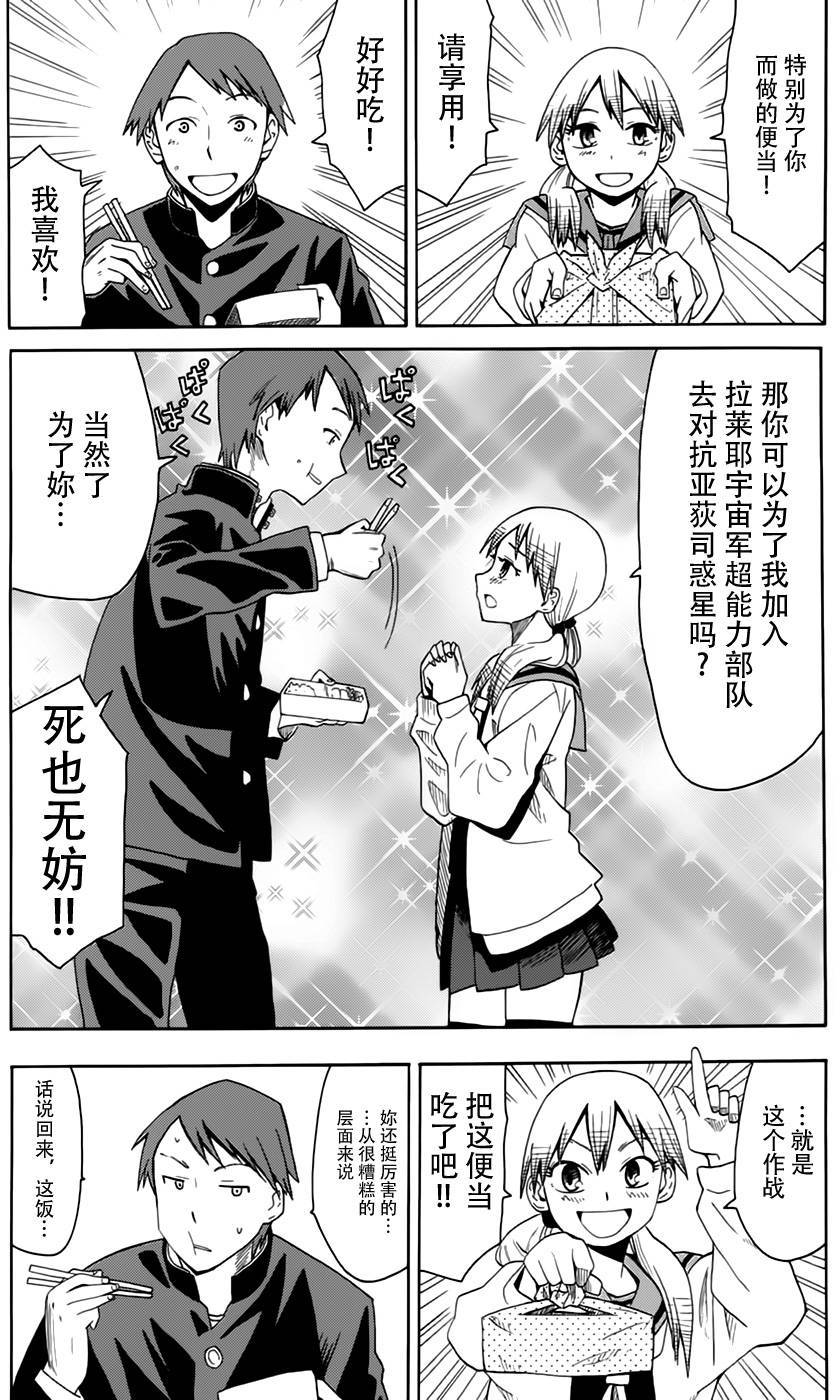 特别为了你
而做的便当！
请享用！
好好吃！
我喜欢！
那你可以为了我加入
拉莱耶宇宙军超能力部队
去对抗亚荻司惑星吗？
ぱくぱく
ぱくぱく
当然了
为了妳…
死也无妨!!
…就是
这个作战
把这便当
吃了吧!!
妳还挺厉害的…
…从很糟糕的
层面来说
话说回来，这饭…